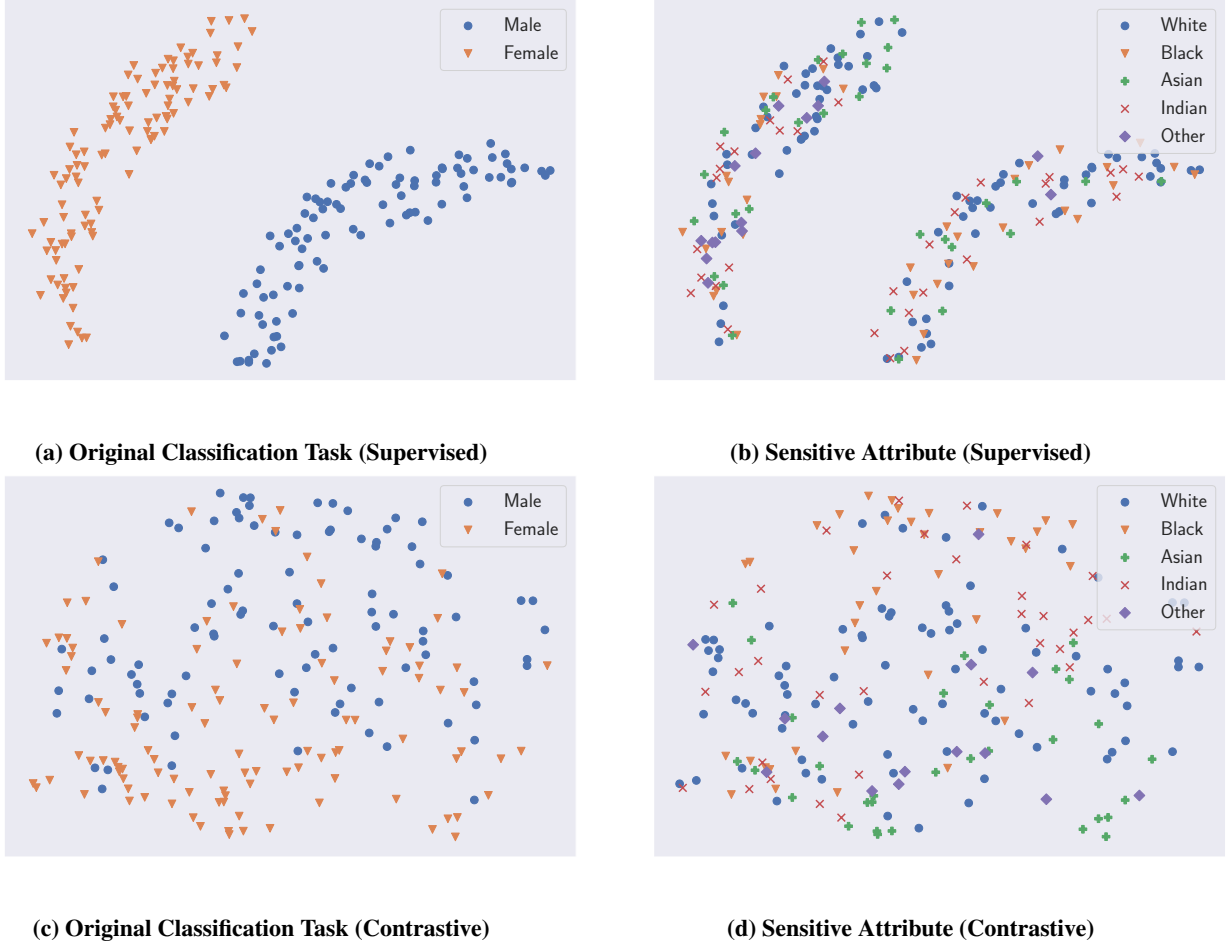 Male
Female
White
Black
Asian
Indian
Other
(a) Original Classification Task (Supervised)
(b) Sensitive Attribute (Supervised)
Male
Female
White
Black
Asian
Indian
Other
(c) Original Classification Task (Contrastive)
(d) Sensitive Attribute (Contrastive)